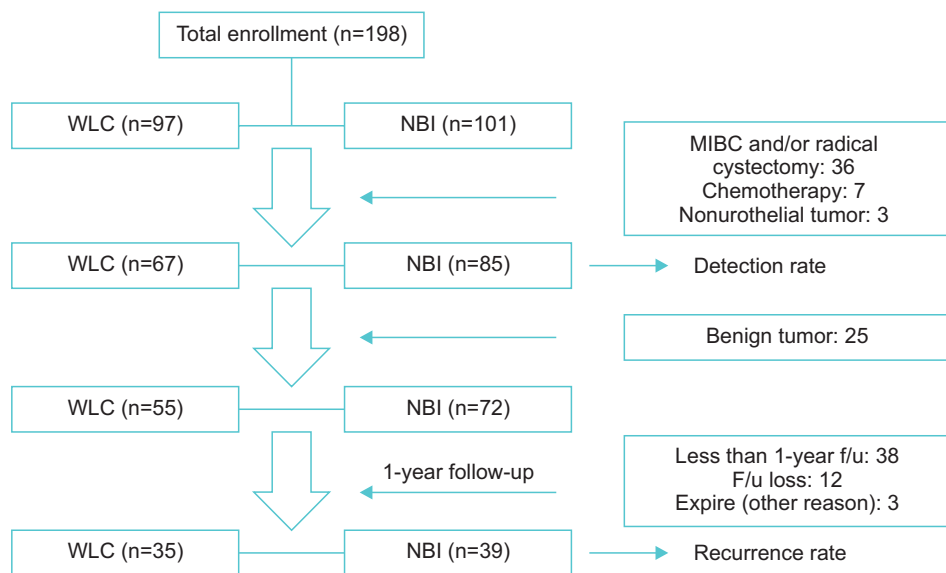 Total enrollment (n=198)
WLC (n=97)
NBI (n=101)
MIBC and/or radical
cystectomy: 36
Chemotherapy: 7
Nonurothelial tumor: 3
WLC (n=67)
NBI (n=85)
Detection rate
Benign tumor: 25
WLC (n=55)
NBI (n=72)
1-year follow-up
Less than 1-year f/u: 38
F/u loss: 12
Expire (other reason): 3
WLC (n=35)
NBI (n=39)
Recurrence rate